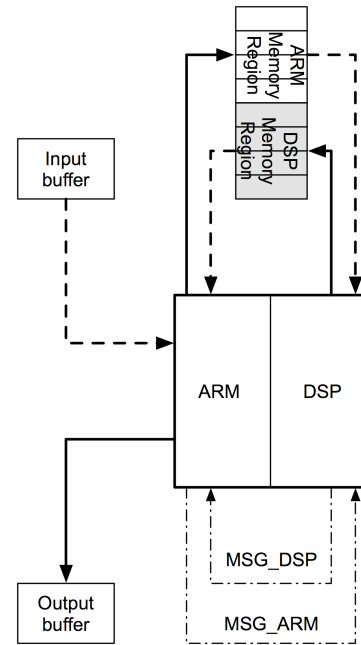 ARM
Memory
Region
DSP
Memory
Region
Input
buffer
ARM
DSP
MSG_DSP
Output
buffer
MSG_ARM